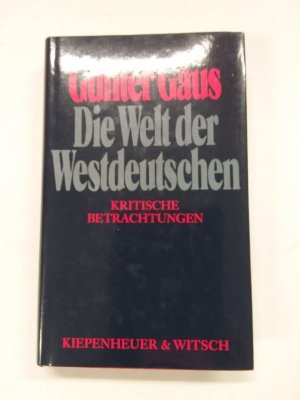 Günter Gaus
Die Welt der
Westdeutschen
KRITISCHE
BETRACHTUNGEN
KIEPENHEUER & WITSCH